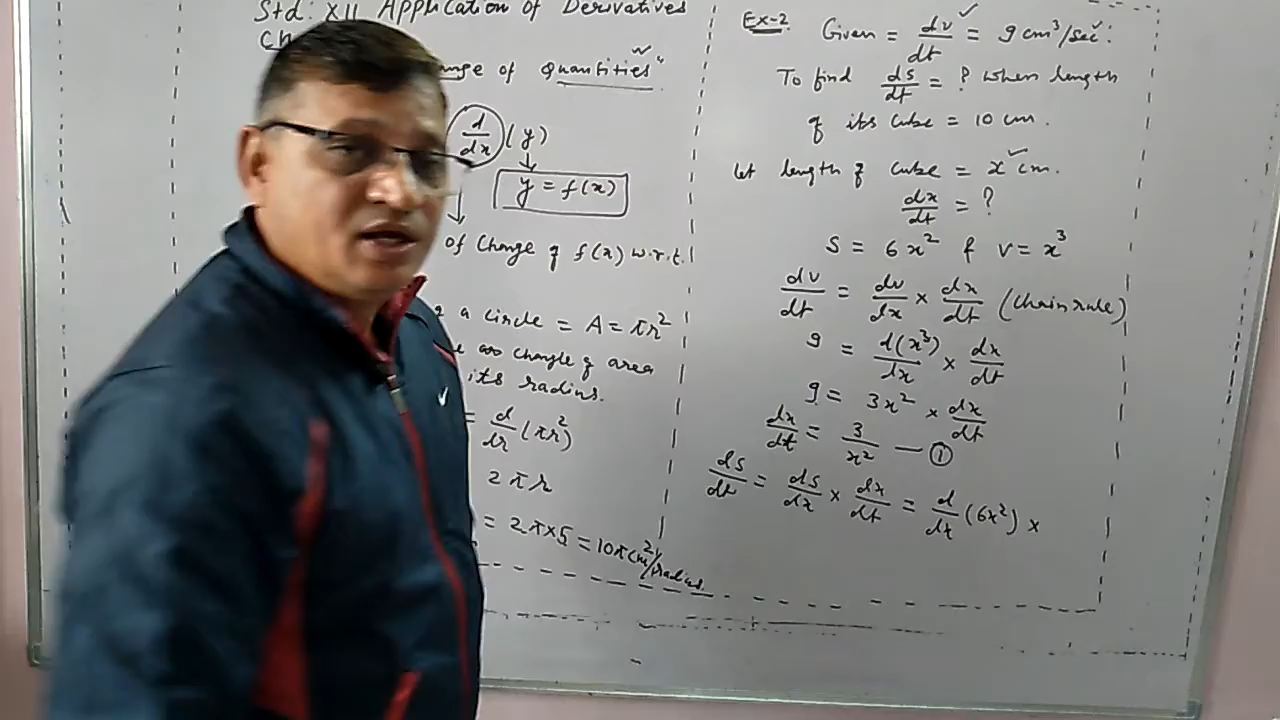 Std: XII Application of Derivatives
Ch
nge of Quantities"
d/dx (y)
y = f(x)
of Change of f(x) w.r.t.
a circle = A = πr²
change of area
its radius.
= d/dr (πr²)
2πr
= 2π×5 = 10π cm²/radius.
Ex-2. Given = dv/dt = 9 cm³/sec.
To find ds/dt = ? when length
of its cube = 10 cm.
Let length of cube = x cm.
dx/dt = ?
S = 6x² & V = x³
dv/dt = dv/dx × dx/dt (Chain rule)
9 = d(x³)/dx × dx/dt
9 = 3x² × dx/dt
dx/dt = 3/x² — ①
ds/dt = ds/dx × dx/dt = d/dx (6x²) ×